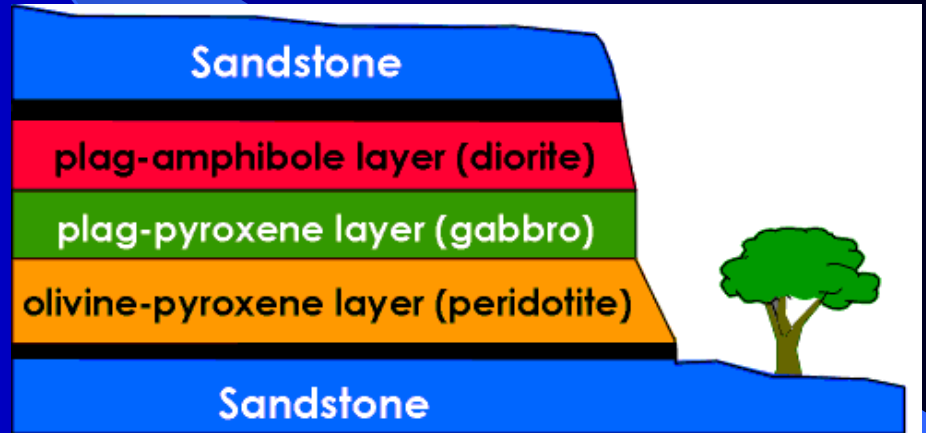 Sandstone
plag-amphibole layer (diorite)
plag-pyroxene layer (gabbro)
olivine-pyroxene layer (peridotite)
Sandstone